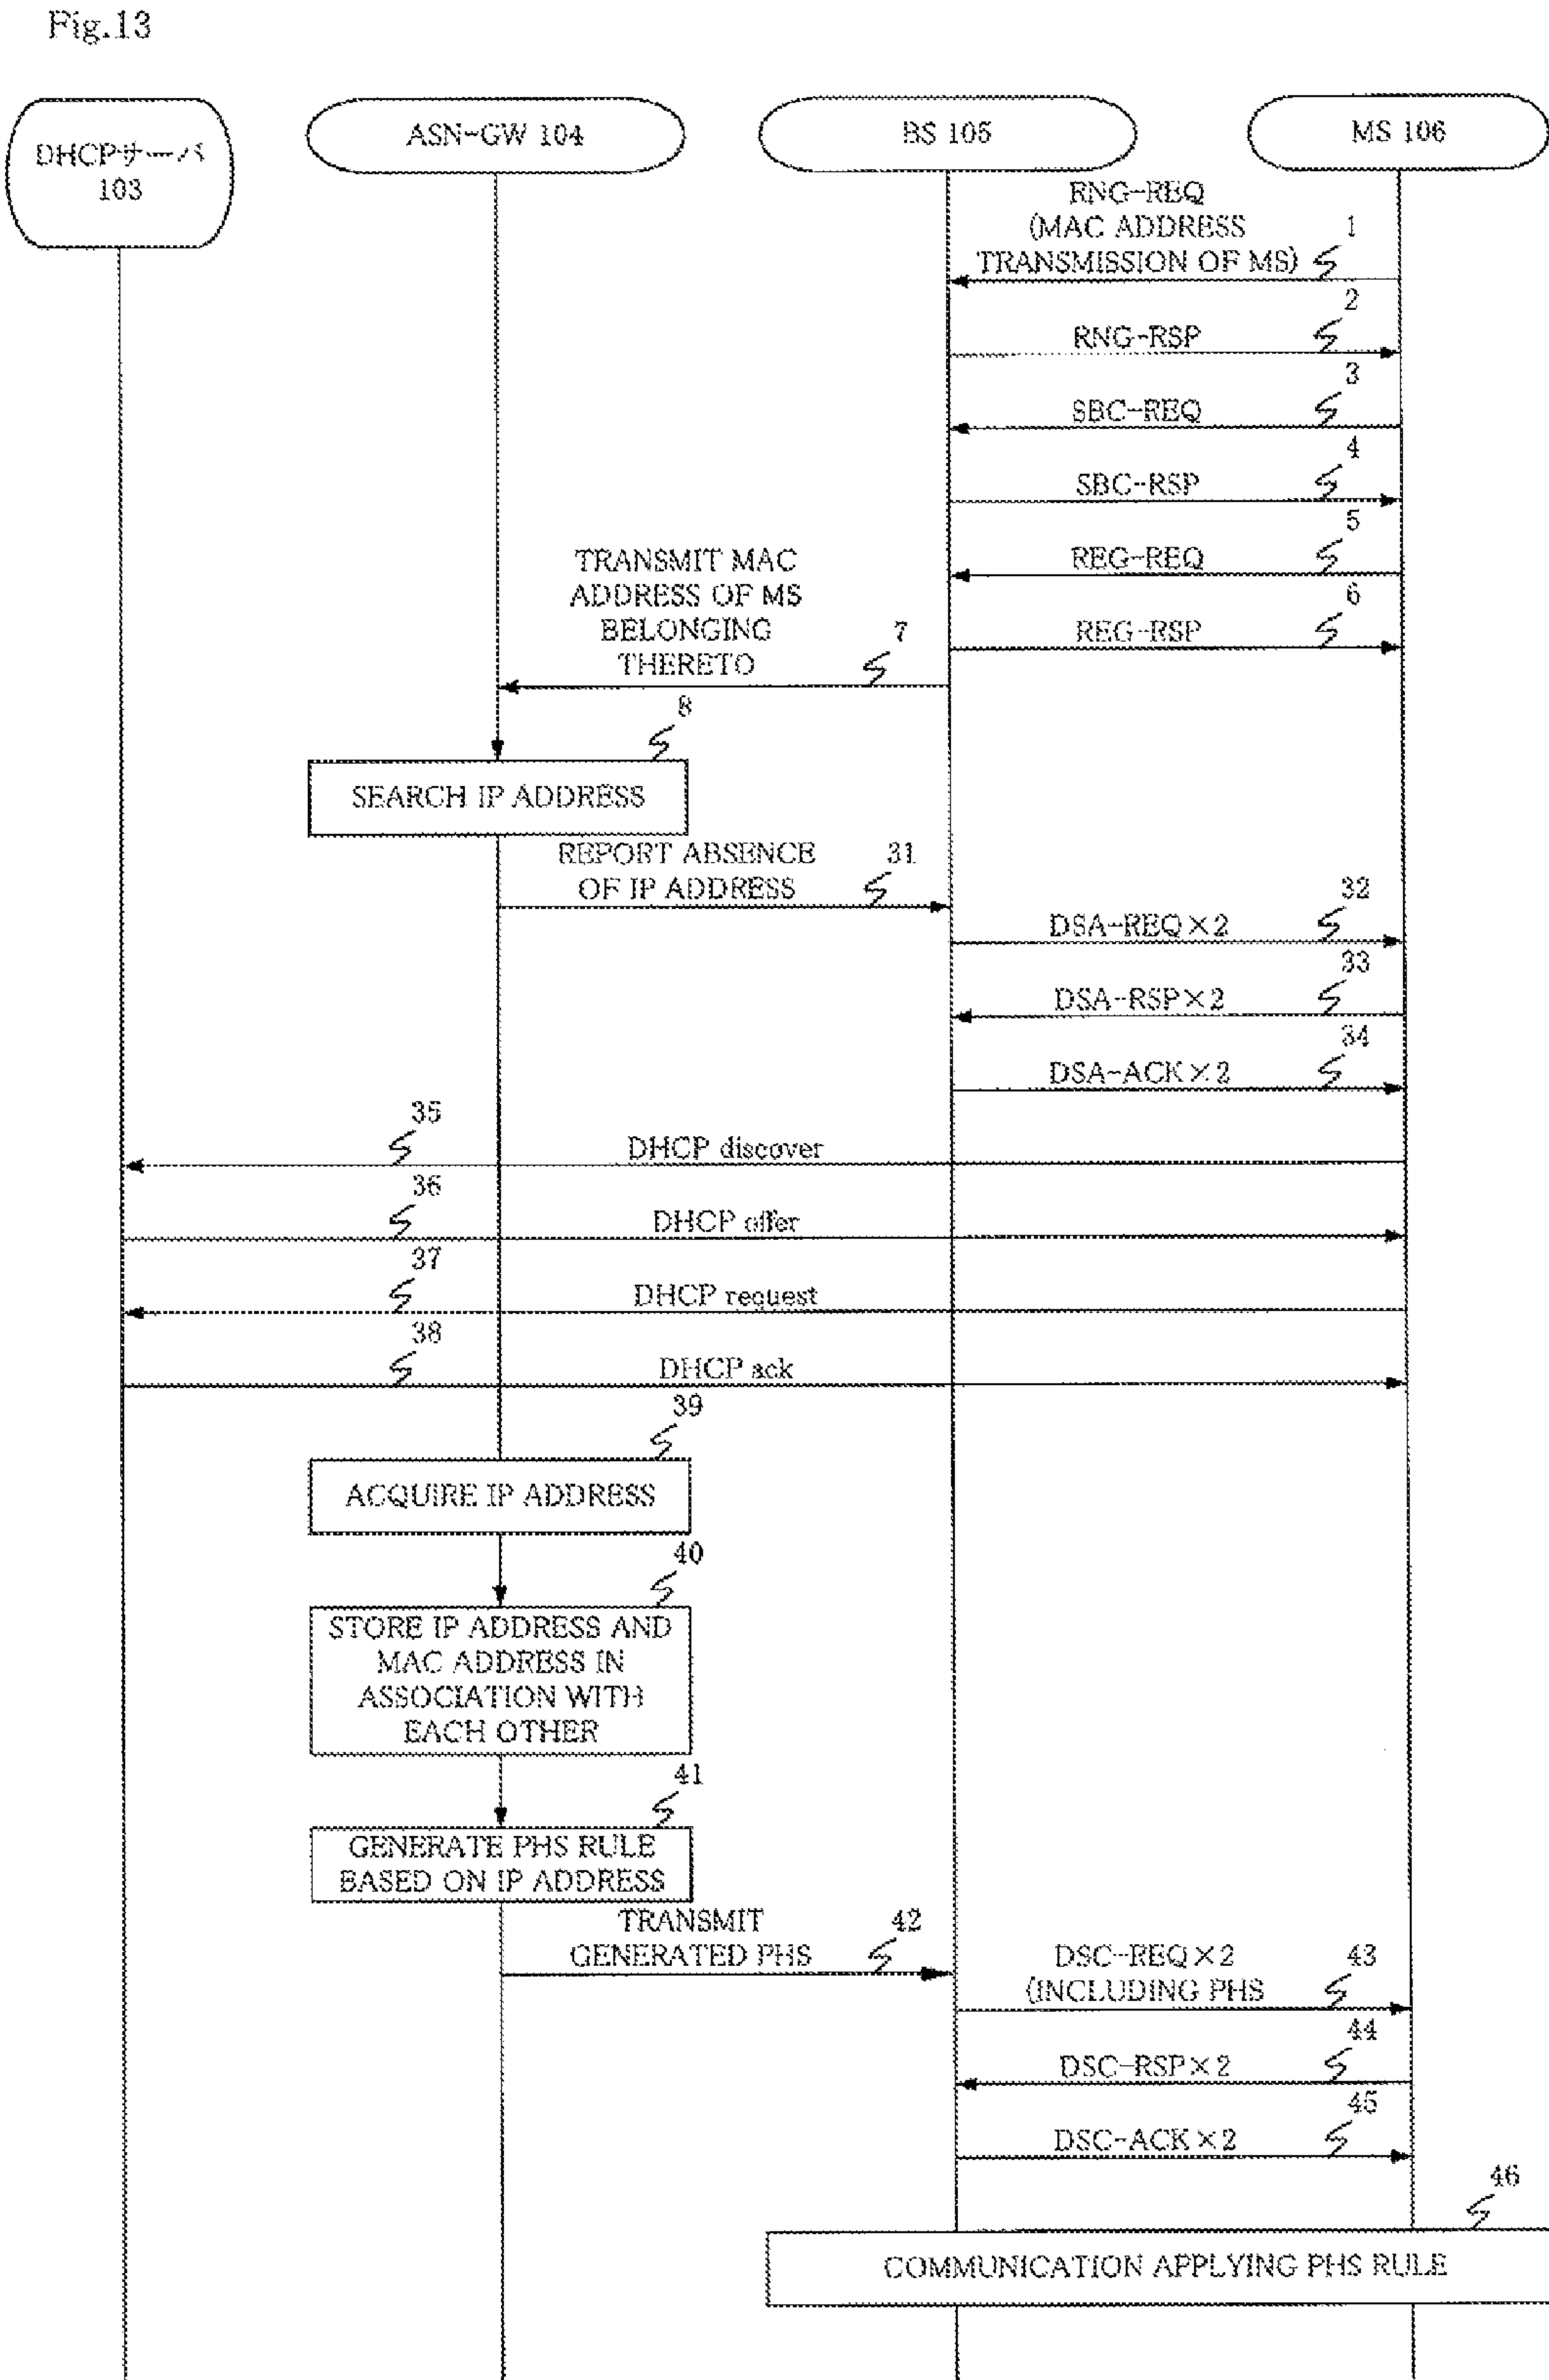 Fig.13
DHCPサーバ
103
ASN-GW 104
BS 105
MS 106
RNG-REQ
(MAC ADDRESS
TRANSMISSION OF MS)
1
2
RNG-RSP
3
SBC-REQ
4
SBC-RSP
5
REG-REQ
6
REG-RSP
TRANSMIT MAC
ADDRESS OF MS
BELONGING
THERETO
7
8
SEARCH IP ADDRESS
REPORT ABSENCE
OF IP ADDRESS
31
32
DSA-REQ×2
33
DSA-RSP×2
34
DSA-ACK×2
35
DHCP discover
36
DHCP offer
37
DHCP request
38
DHCP ack
39
ACQUIRE IP ADDRESS
40
STORE IP ADDRESS AND
MAC ADDRESS IN
ASSOCIATION WITH
EACH OTHER
41
GENERATE PHS RULE
BASED ON IP ADDRESS
TRANSMIT
GENERATED PHS
42
DSC-REQ×2
(INCLUDING PHS
43
44
DSC-RSP×2
45
DSC-ACK×2
46
COMMUNICATION APPLYING PHS RULE